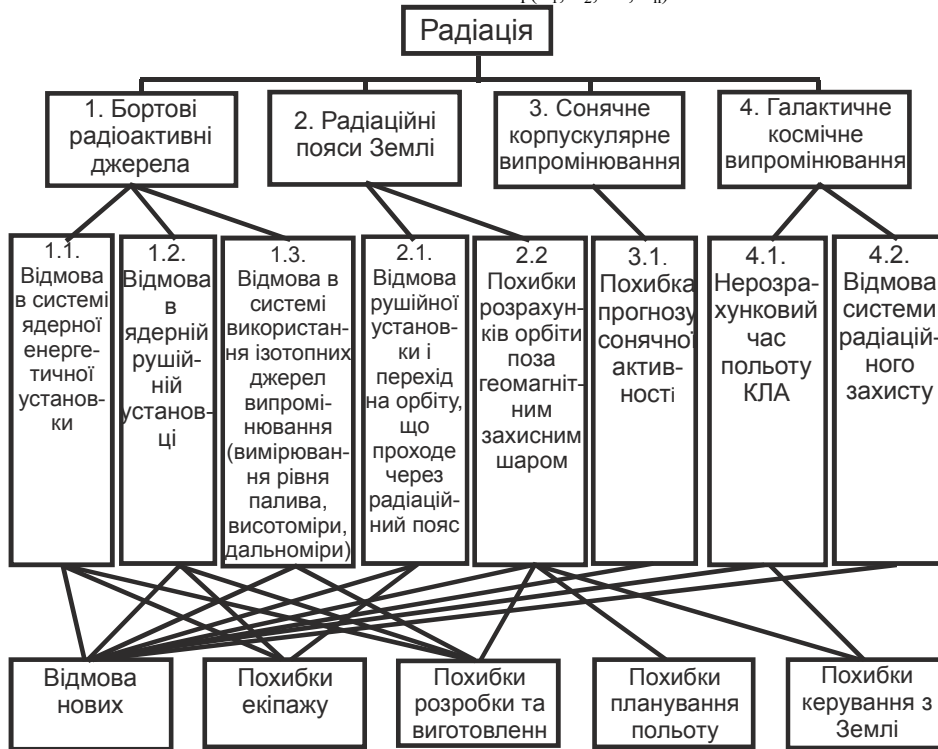 Радіація
1. Бортові
радіоактивні
джерела
2. Радіаційні
пояси Землі
3. Сонячне
корпускулярне
випромінювання
4. Галактичне
космічне
випромінювання
1.1.
Відмова
в системі
ядерної
енерге-
тичної
установ-
ки
1.2.
Відмова
в
ядерній
рушій-
ній
установ-
ці
1.3.
Відмова в
системі
використан-
ня ізотопних
джерел
випромі-
нювання
(вимірюван-
ня рівня
палива,
висотоміри,
дальноміри)
2.1.
Відмова
рушійної
установ-
ки і
перехід
на орбіту,
що
проходе
через
радіацій-
ний пояс
2.2
Похибки
розрахун-
ків орбіти
поза
геомагніт-
ним
захисним
шаром
3.1.
Похибка
прогнозу
сонячної
актив-
ності
4.1.
Нерозра-
хунковий
час
польоту
КЛА
4.2.
Відмова
системи
радіацій-
ного
захисту
Відмова
нових
Похибки
екіпажу
Похибки
розробки та
виготовленн
Похибки
планування
польоту
Похибки
керування з
Землі